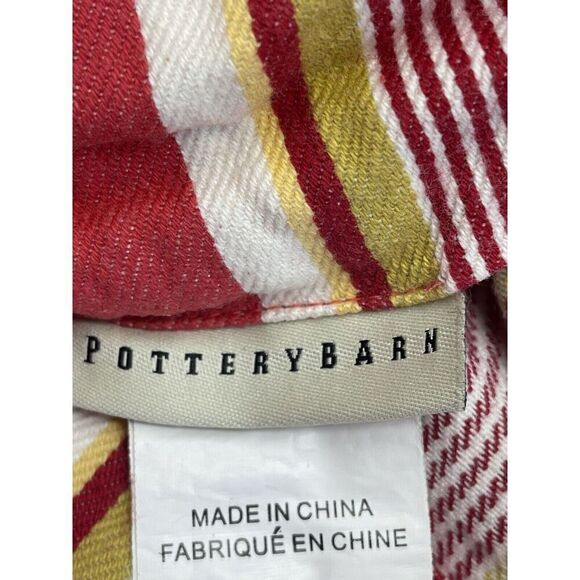 POTTERYBARN
MADE IN CHINA
FABRIQUÉ EN CHINE